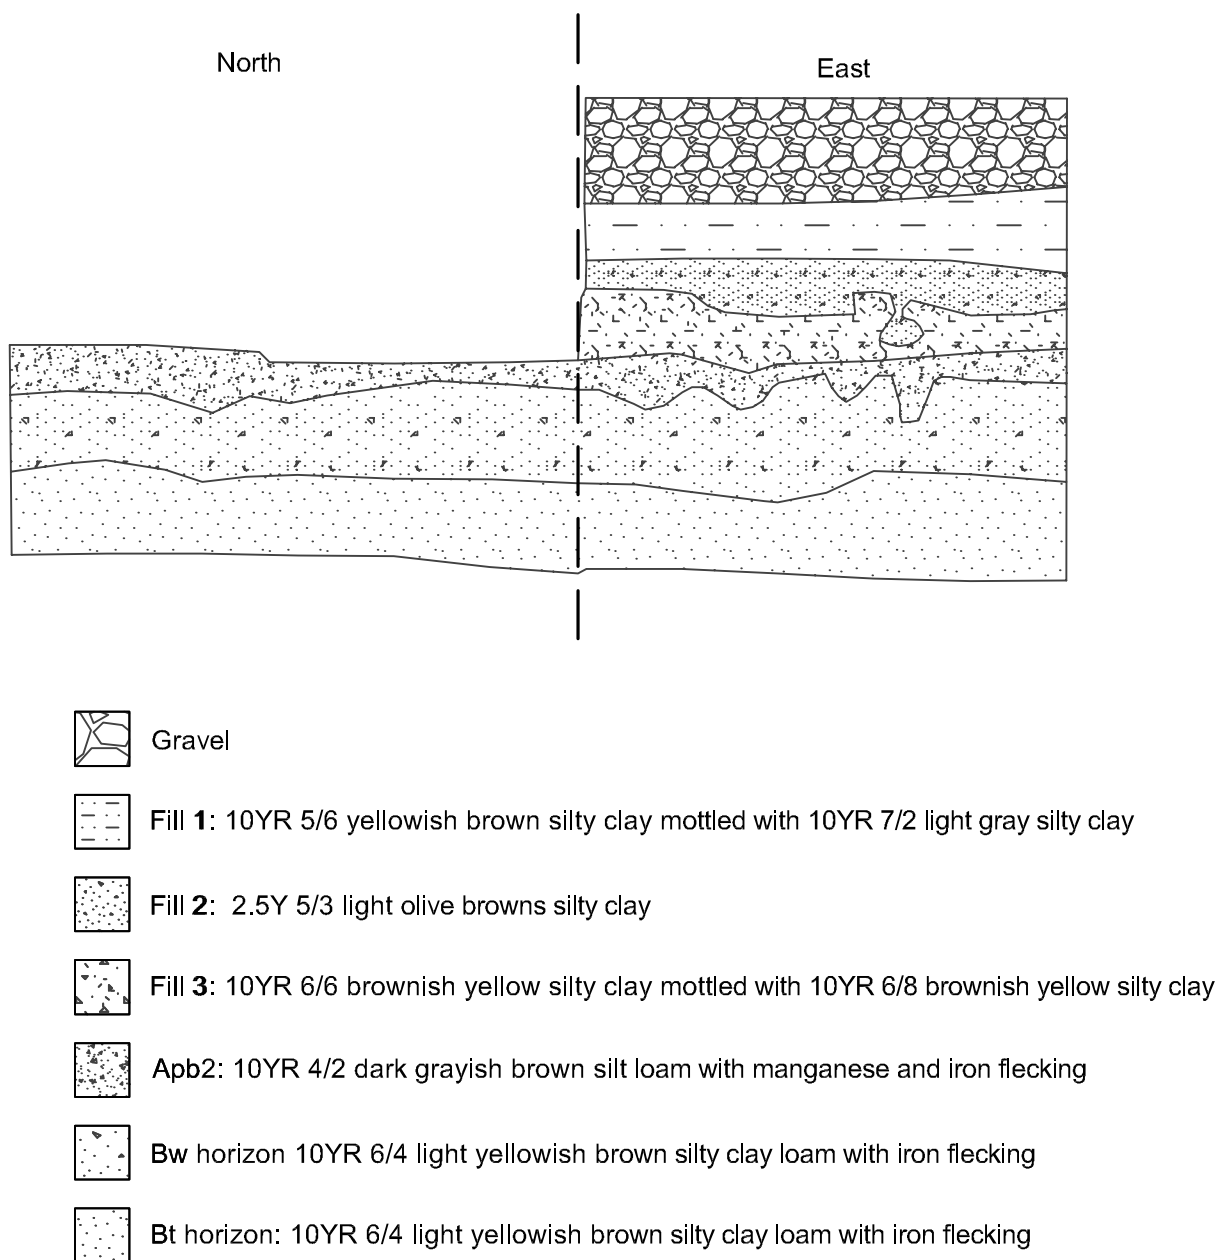 North
East
Gravel
Fill 1: 10YR 5/6 yellowish brown silty clay mottled with 10YR 7/2 light gray silty clay
Fill 2: 2.5Y 5/3 light olive browns silty clay
Fill 3: 10YR 6/6 brownish yellow silty clay mottled with 10YR 6/8 brownish yellow silty clay
Apb2: 10YR 4/2 dark grayish brown silt loam with manganese and iron flecking
Bw horizon 10YR 6/4 light yellowish brown silty clay loam with iron flecking
Bt horizon: 10YR 6/4 light yellowish brown silty clay loam with iron flecking